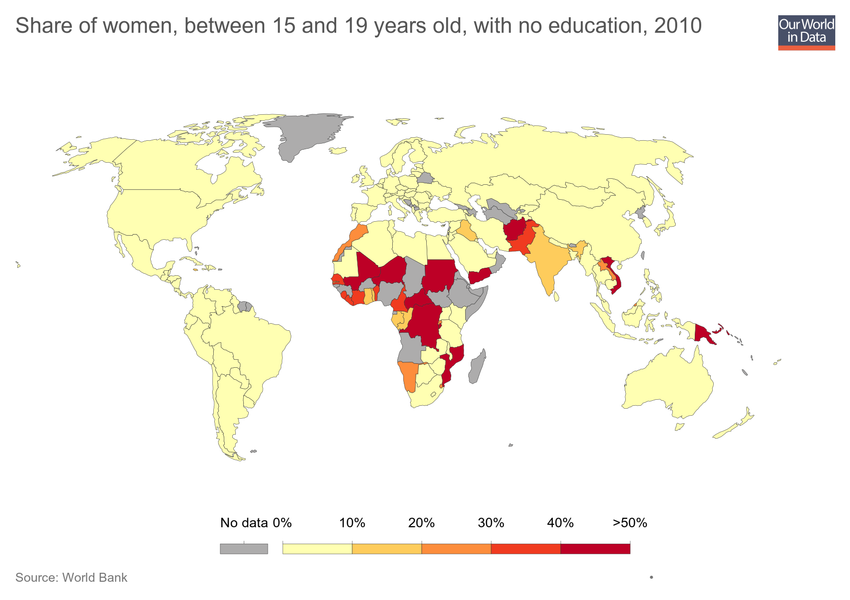 Share of women, between 15 and 19 years old, with no education, 2010
Our World
in Data
No data 0% 10% 20% 30% 40% >50%
Source: World Bank